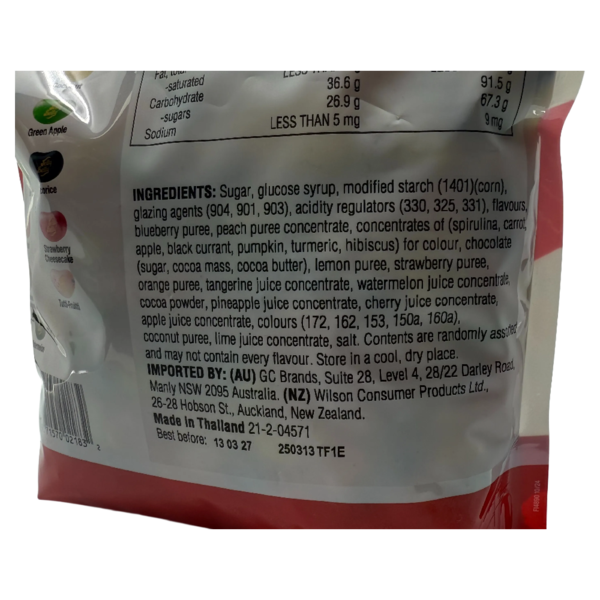 -saturated
Carbohydrate 36.6 g 91.5 g
-sugars 26.9 g 67.3 g
Sodium LESS THAN 5 mg 9 mg
Green Apple
Strawberry
Cheesecake
INGREDIENTS: Sugar, glucose syrup, modified starch (1401)(corn),
glazing agents (904, 901, 903), acidity regulators (330, 325, 331), flavours,
blueberry puree, peach puree concentrate, concentrates of (spirulina, carrot,
apple, black currant, pumpkin, turmeric, hibiscus) for colour, chocolate
(sugar, cocoa mass, cocoa butter), lemon puree, strawberry puree,
orange puree, tangerine juice concentrate, watermelon juice concentrate,
cocoa powder, pineapple juice concentrate, cherry juice concentrate,
apple juice concentrate, colours (172, 162, 153, 150a, 160a),
coconut puree, lime juice concentrate, salt. Contents are randomly
and may not contain every flavour. Store in a cool, dry place.
IMPORTED BY: (AU) GC Brands, Suite 28, Level 4, 28/22 Darley Road,
Manly NSW 2095 Australia. (NZ) Wilson Consumer Products Ltd.,
26-28 Hobson St., Auckland, New Zealand.
Made in Thailand 21-2-04571
Best before: 13 03 27 250313 TF1E